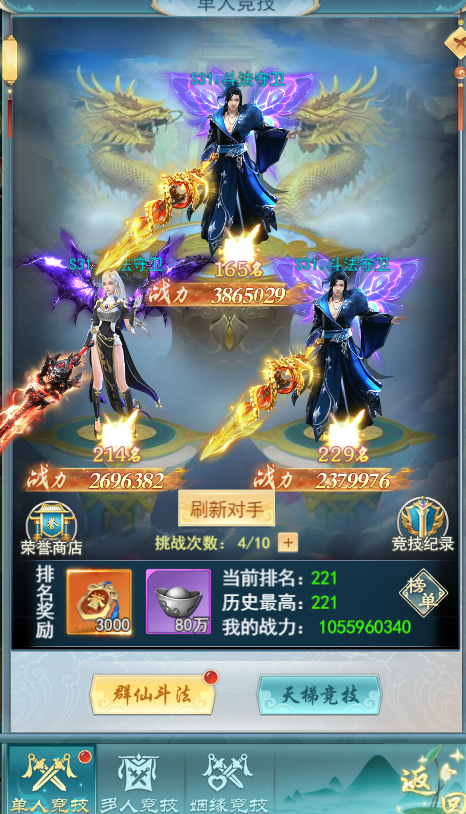 单人竞技
S31.斗法守卫
165名
战力 3865029
S31. 法守卫
S31.斗法守卫
214名
229名
战力 2696382
战力 2379976
刷新对手
荣誉商店
挑战次数: 4/10 +
竞技纪录
排名奖励
3000
80万
当前排名: 221
历史最高: 221
我的战力: 1055960340
榜单
群仙斗法
天梯竞技
单人竞技
多人竞技
姻缘竞技
返回